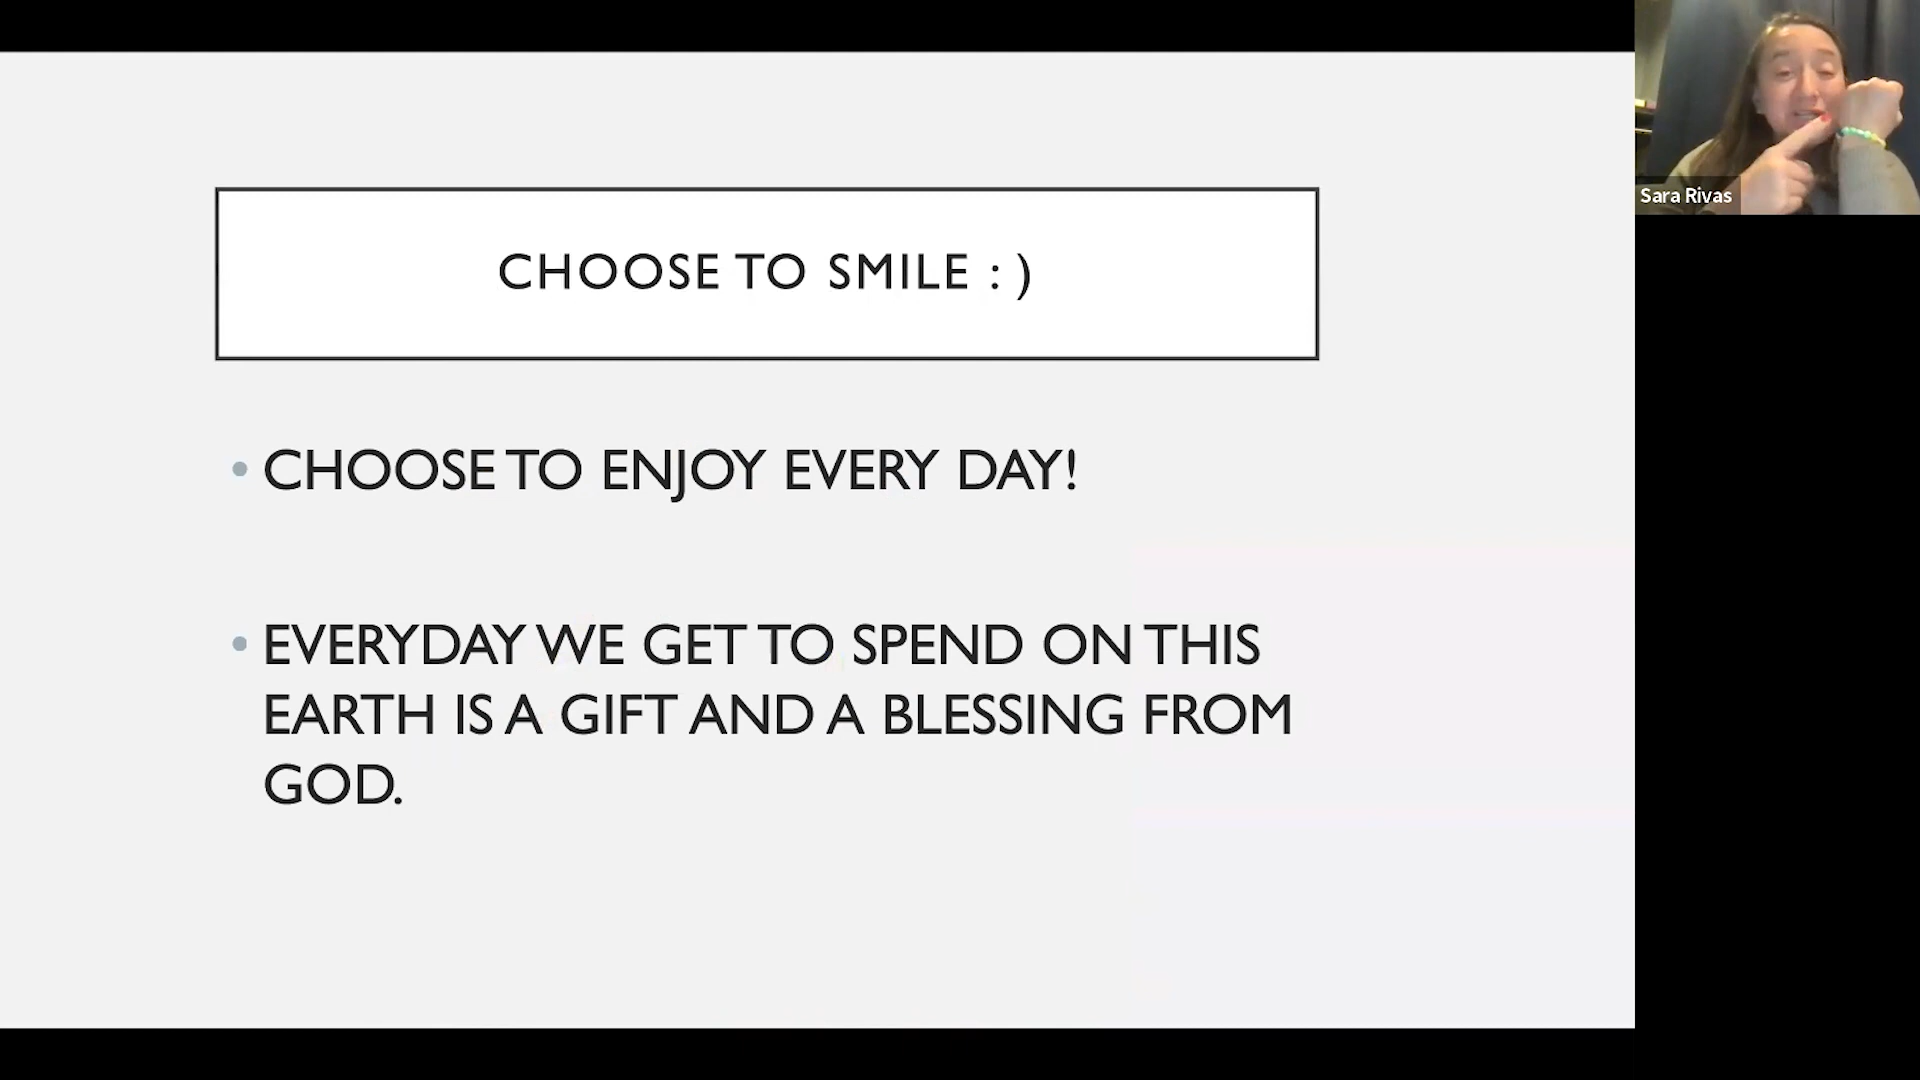 CHOOSE TO SMILE : )
• CHOOSE TO ENJOY EVERY DAY!
• EVERYDAY WE GET TO SPEND ON THIS
EARTH IS A GIFT AND A BLESSING FROM
GOD.
Sara Rivas